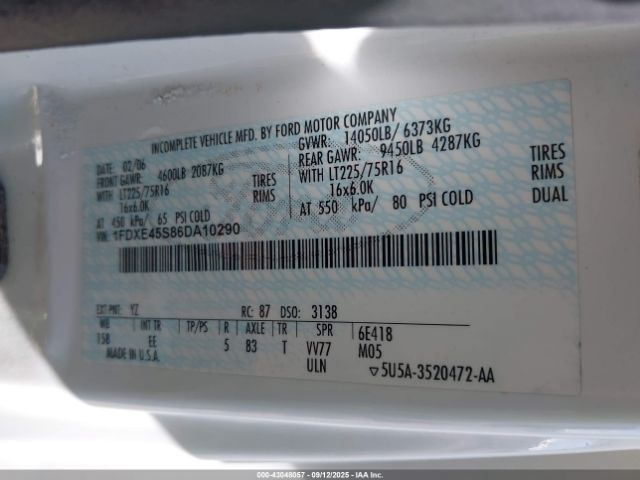 INCOMPLETE VEHICLE MFD. BY FORD MOTOR COMPANY
DATE: 02/06 GVWR: 14050LB/ 6373KG
FRONT GAWR: 4600LB 2087KG REAR GAWR: 9450LB 4287KG
WITH LT225/75R16 TIRES WITH LT225/75R16 TIRES
16x6.0K RIMS 16x6.0K RIMS
AT 450 kPa/ 65 PSI COLD AT 550 kPa/ 80 PSI COLD DUAL
VIN: 1FDXE45S86DA10290
EXT PNT: YZ RC: 87 DSO: 3138
WB INT TR TP/PS R AXLE TR SPR 6E418
158 EE 5 B3 T VV77 M05
MADE IN U.S.A. ULN ▽5U5A-3520472-AA
000-43048057 - 09/12/2025 - IAAI.com